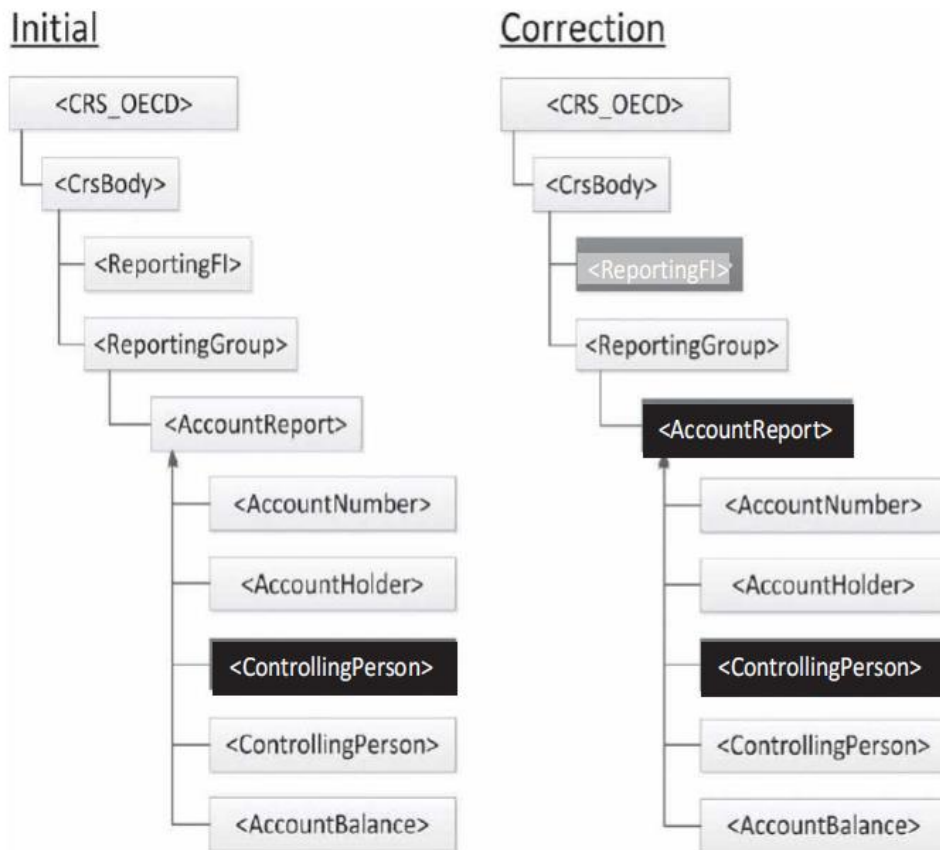 Initial
<CRS_OECD>
<CrsBody>
<ReportingFI>
<ReportingGroup>
<AccountReport>
<AccountNumber>
<AccountHolder>
<ControllingPerson>
<ControllingPerson>
<AccountBalance>
Correction
<CRS_OECD>
<CrsBody>
<ReportingFI>
<ReportingGroup>
<AccountReport>
<AccountNumber>
<AccountHolder>
<ControllingPerson>
<ControllingPerson>
<AccountBalance>